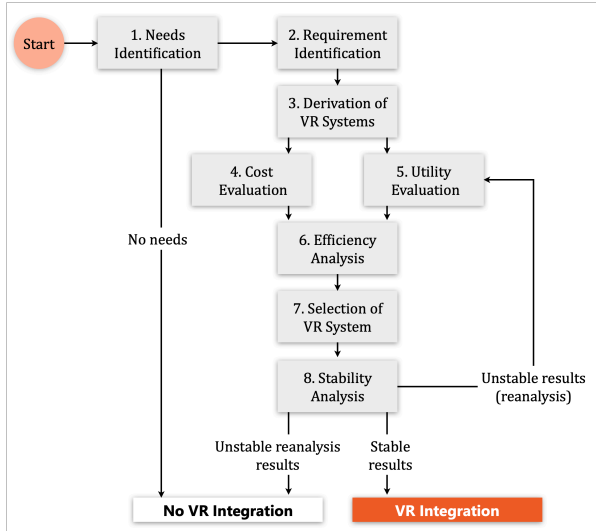 Start
1. Needs
Identification
2. Requirement
Identification
3. Derivation of
VR Systems
4. Cost
Evaluation
5. Utility
Evaluation
No needs
6. Efficiency
Analysis
7. Selection of
VR System
8. Stability
Analysis
Unstable results
(reanalysis)
Unstable reanalysis
results
Stable
results
No VR Integration
VR Integration